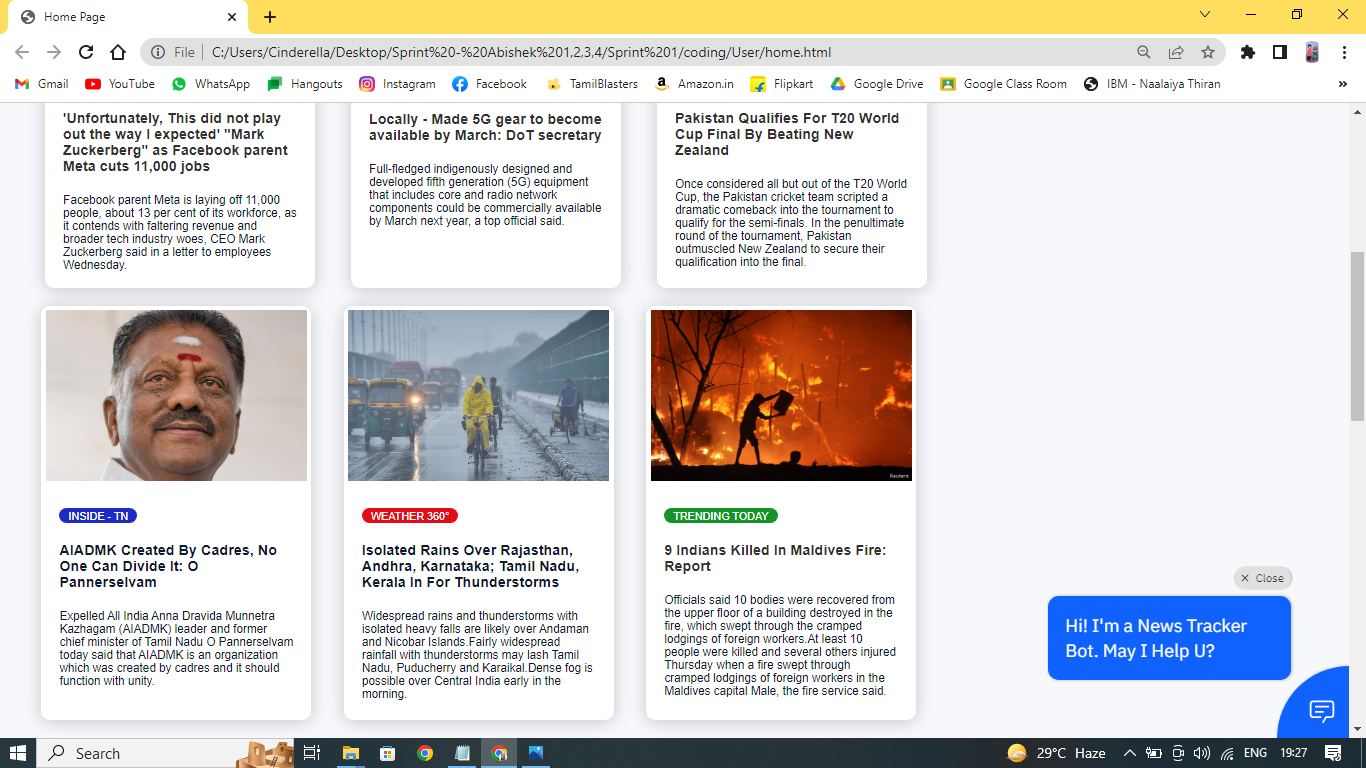 Home Page
File
C:/Users/Cinderella/Desktop/Sprint%20-%20Abishek%201,2,3,4/Sprint%201/coding/User/home.html
Gmail
YouTube
WhatsApp
Hangouts
Instagram
Facebook
TamilBlasters
Amazon.in
Flipkart
Google Drive
Google Class Room
IBM - Naalaiya Thiran
»
'Unfortunately, This did not play
out the way I expected' "Mark
Zuckerberg" as Facebook parent
Meta cuts 11,000 jobs
Facebook parent Meta is laying off 11,000
people, about 13 per cent of its workforce, as
it contends with faltering revenue and
broader tech industry woes, CEO Mark
Zuckerberg said in a letter to employees
Wednesday.
Locally - Made 5G gear to become
available by March: DoT secretary
Full-fledged indigenously designed and
developed fifth generation (5G) equipment
that includes core and radio network
components could be commercially available
by March next year, a top official said.
Pakistan Qualifies For T20 World
Cup Final By Beating New
Zealand
Once considered all but out of the T20 World
Cup, the Pakistan cricket team scripted a
dramatic comeback into the tournament to
qualify for the semi-finals. In the penultimate
round of the tournament, Pakistan
outmuscled New Zealand to secure their
qualification into the final.
INSIDE - TN
AIADMK Created By Cadres, No
One Can Divide It: O
Pannerselvam
Expelled All India Anna Dravida Munnetra
Kazhagam (AIADMK) leader and former
chief minister of Tamil Nadu O Pannerselvam
today said that AIADMK is an organization
which was created by cadres and it should
function with unity.
WEATHER 360°
Isolated Rains Over Rajasthan,
Andhra, Karnataka; Tamil Nadu,
Kerala In For Thunderstorms
Widespread rains and thunderstorms with
isolated heavy falls are likely over Andaman
and Nicobar Islands.Fairly widespread
rainfall with thunderstorms may lash Tamil
Nadu, Puducherry and Karaikal.Dense fog is
possible over Central India early in the
morning.
Reuters
TRENDING TODAY
9 Indians Killed In Maldives Fire:
Report
Officials said 10 bodies were recovered from
the upper floor of a building destroyed in the
fire, which swept through the cramped
lodgings of foreign workers.At least 10
people were killed and several others injured
Thursday when a fire swept through
cramped lodgings of foreign workers in the
Maldives capital Male, the fire service said.
Close
Hi! I'm a News Tracker
Bot. May I Help U?
Search
29°C Haze
ENG
19:27